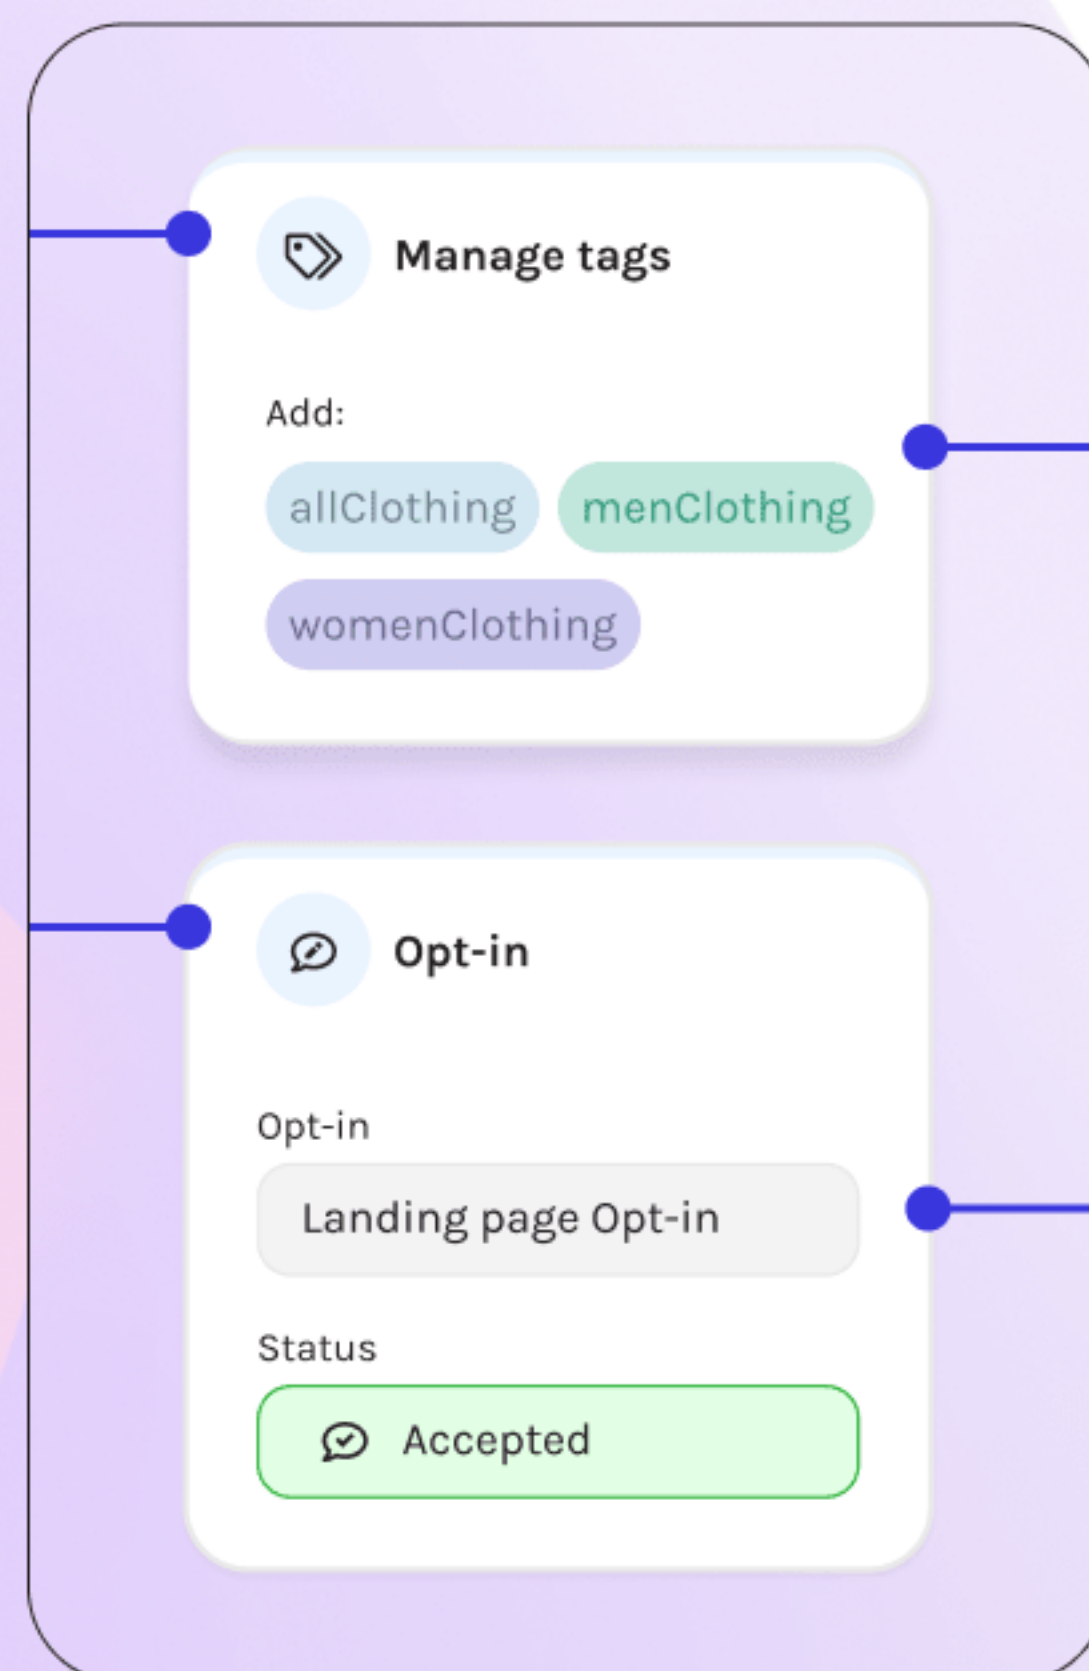 Manage tags
Add:
allClothing menClothing
womenClothing
Opt-in
Opt-in
Landing page Opt-in
Status
Accepted